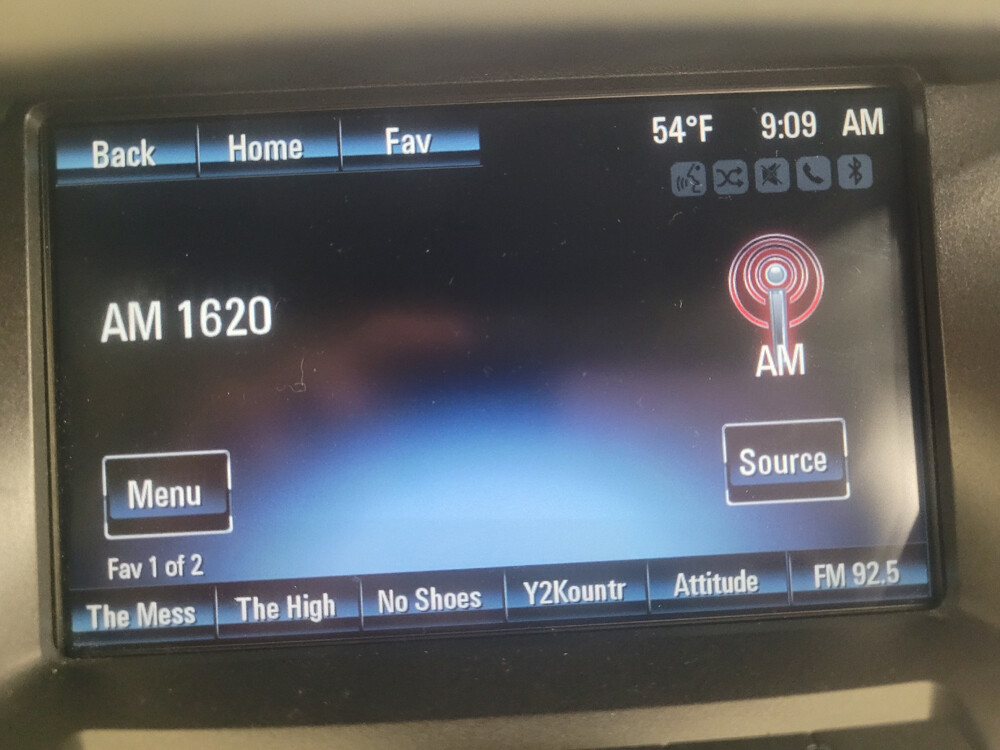 Back Home Fav 54°F 9:09 AM
AM 1620
AM
Menu Source
Fav 1 of 2
The Mess The High No Shoes Y2Kountr Attitude FM 92.5